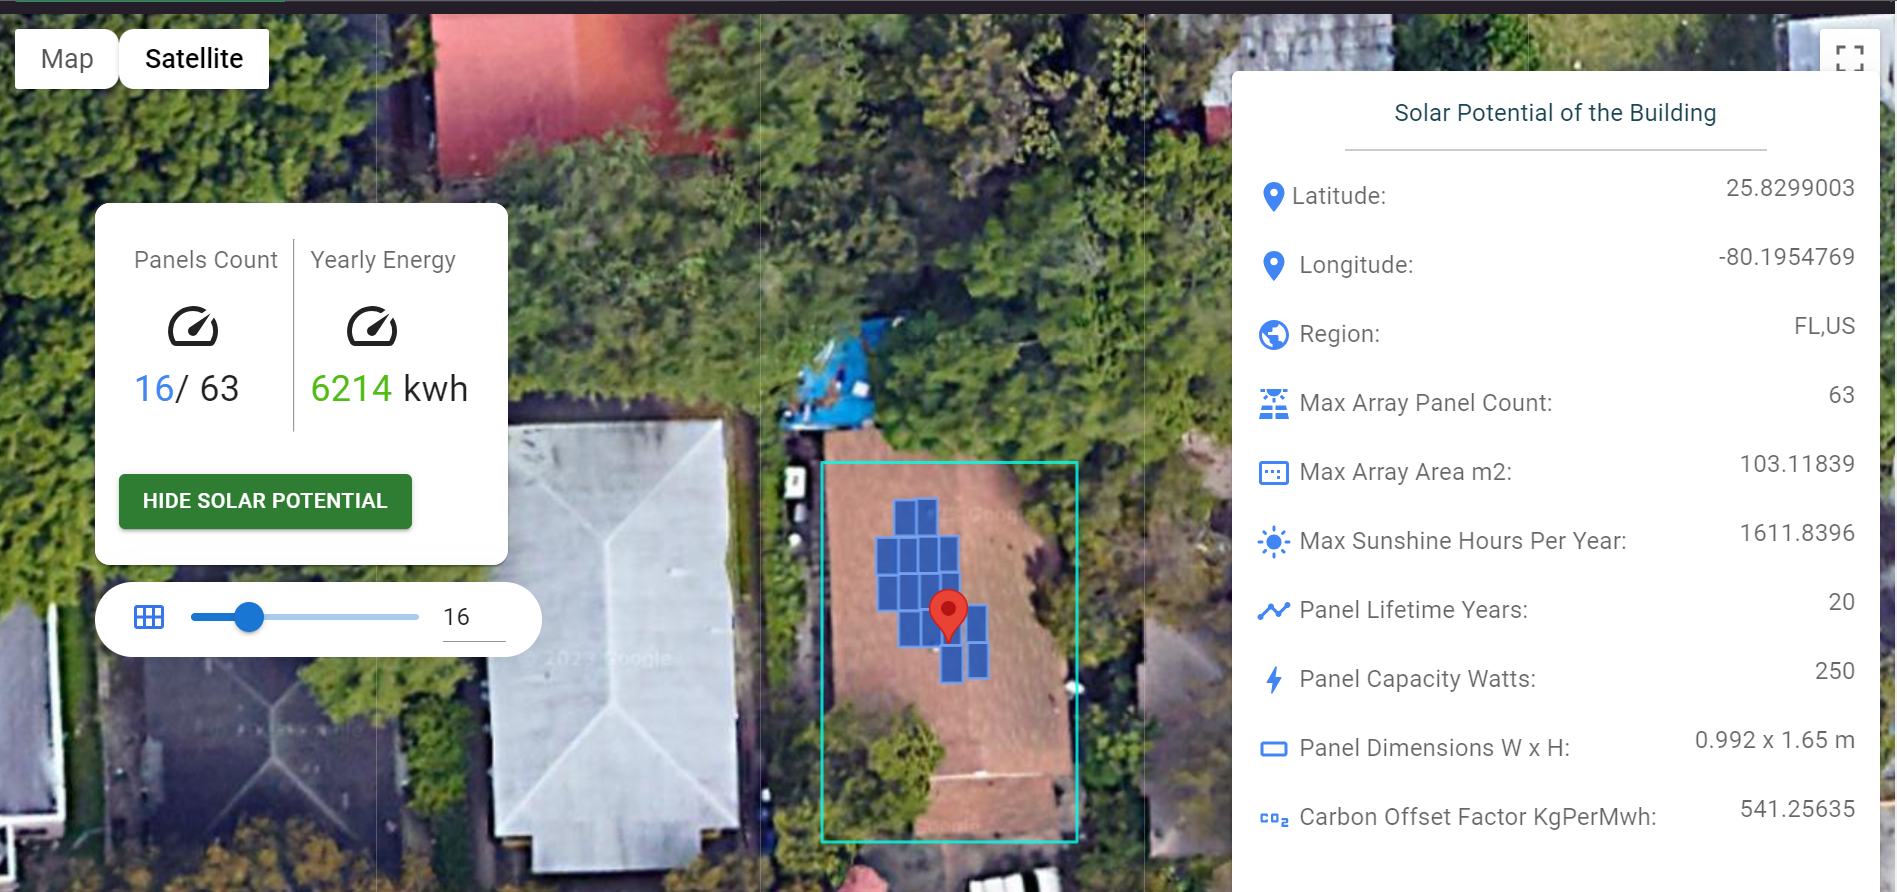 Map
Satellite
Solar Potential of the Building
Latitude: 25.8299003
Longitude: -80.1954769
Region: FL,US
Max Array Panel Count: 63
Max Array Area m2: 103.11839
Max Sunshine Hours Per Year: 1611.8396
Panel Lifetime Years: 20
Panel Capacity Watts: 250
Panel Dimensions W x H: 0.992 x 1.65 m
CO₂ Carbon Offset Factor KgPerMwh: 541.25635
Panels Count
Yearly Energy
16/ 63
6214 kwh
HIDE SOLAR POTENTIAL
16
2023 Google
Google